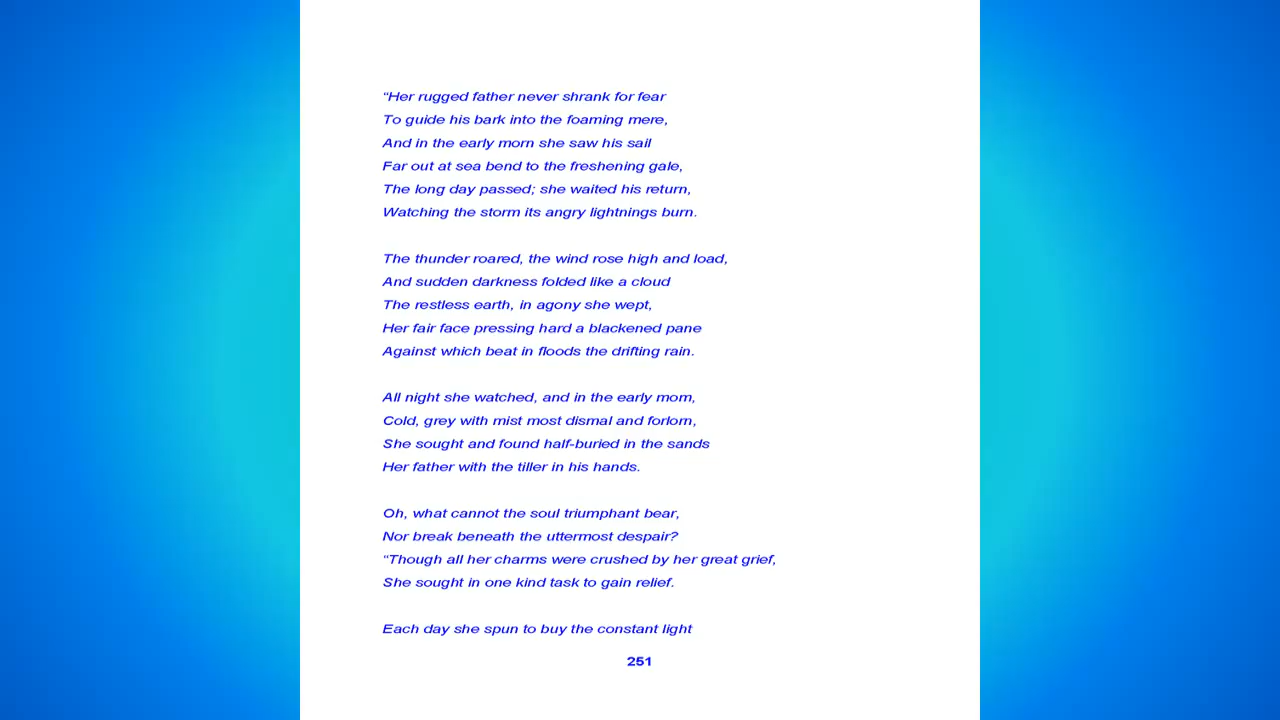 “Her rugged father never shrank for fear
To guide his bark into the foaming mere,
And in the early morn she saw his sail
Far out at sea bend to the freshening gale,
The long day passed; she waited his return,
Watching the storm its angry lightnings burn.
The thunder roared, the wind rose high and load,
And sudden darkness folded like a cloud
The restless earth, in agony she wept,
Her fair face pressing hard a blackened pane
Against which beat in floods the drifting rain.
All night she watched, and in the early morn,
Cold, grey with mist most dismal and forlorn,
She sought and found half-buried in the sands
Her father with the tiller in his hands.
Oh, what cannot the soul triumphant bear,
Nor break beneath the uttermost despair?
“Though all her charms were crushed by her great grief,
She sought in one kind task to gain relief.
Each day she spun to buy the constant light
251